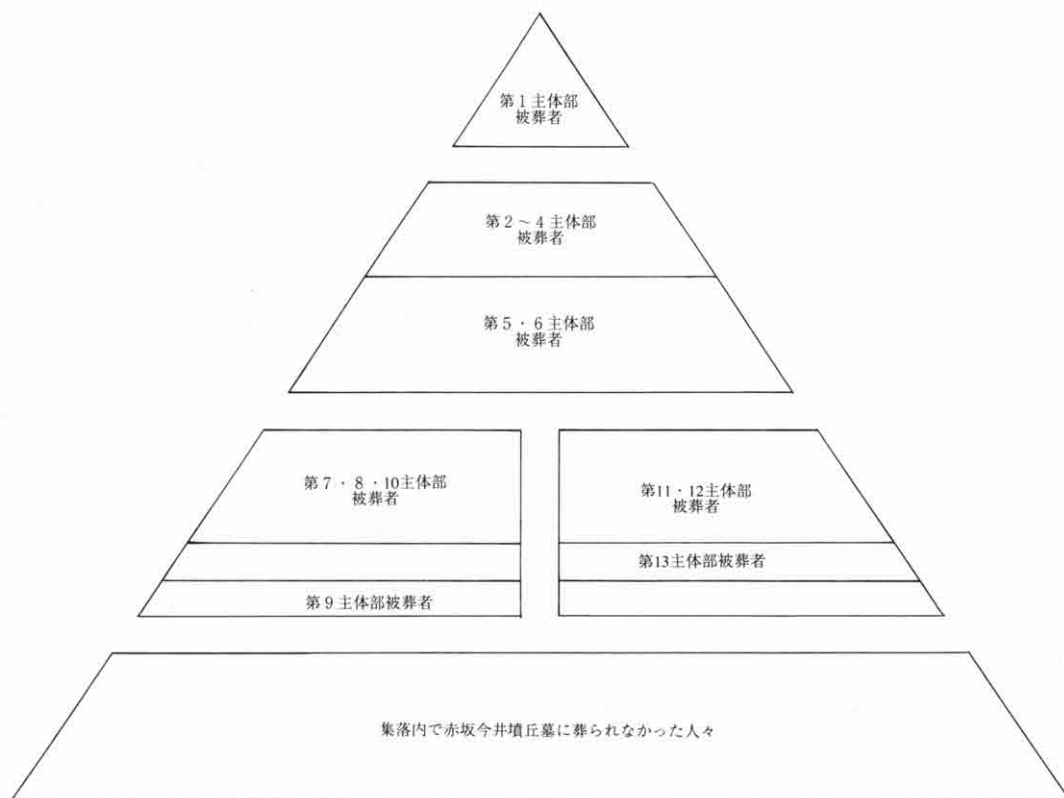 第1主体部
被葬者
第2～4主体部
被葬者
第5・6主体部
被葬者
第7・8・10主体部
被葬者
第11・12主体部
被葬者
第13主体部被葬者
第9主体部被葬者
集落内で赤坂今井墳丘墓に葬られなかった人々